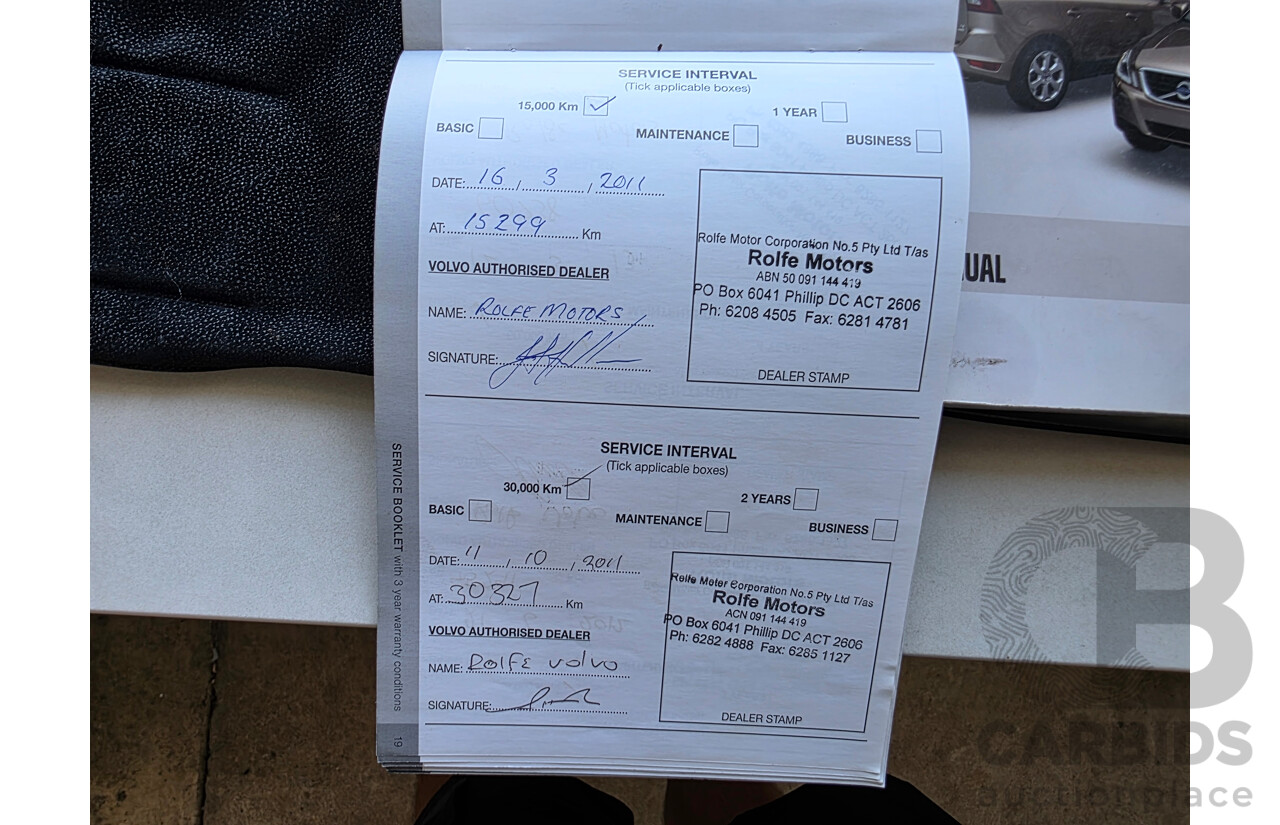 SERVICE INTERVAL
(Tick applicable boxes)
15,000 Km
1 YEAR
BASIC
MAINTENANCE
BUSINESS
DATE: 16 / 3 / 2011
AT: 15299 Km
VOLVO AUTHORISED DEALER
NAME: ROLFE MOTORS
SIGNATURE:
Rolfe Motor Corporation No.5 Pty Ltd T/as
Rolfe Motors
ABN 50 091 144 419
PO Box 6041 Phillip DC ACT 2606
Ph: 6208 4505 Fax: 6281 4781
DEALER STAMP
SERVICE INTERVAL
(Tick applicable boxes)
30,000 Km
2 YEARS
BASIC
MAINTENANCE
BUSINESS
DATE: 11 / 10 / 2011
AT: 30327 Km
VOLVO AUTHORISED DEALER
NAME: ROLFE VOLVO
SIGNATURE:
Rolfe Motor Corporation No.5 Pty Ltd T/as
Rolfe Motors
ACN 091 144 419
PO Box 6041 Phillip DC ACT 2606
Ph: 6282 4888 Fax: 6285 1127
DEALER STAMP
SERVICE BOOKLET with 3 year warranty conditions 19
UAL
CB
CARBIDS
auctionplace